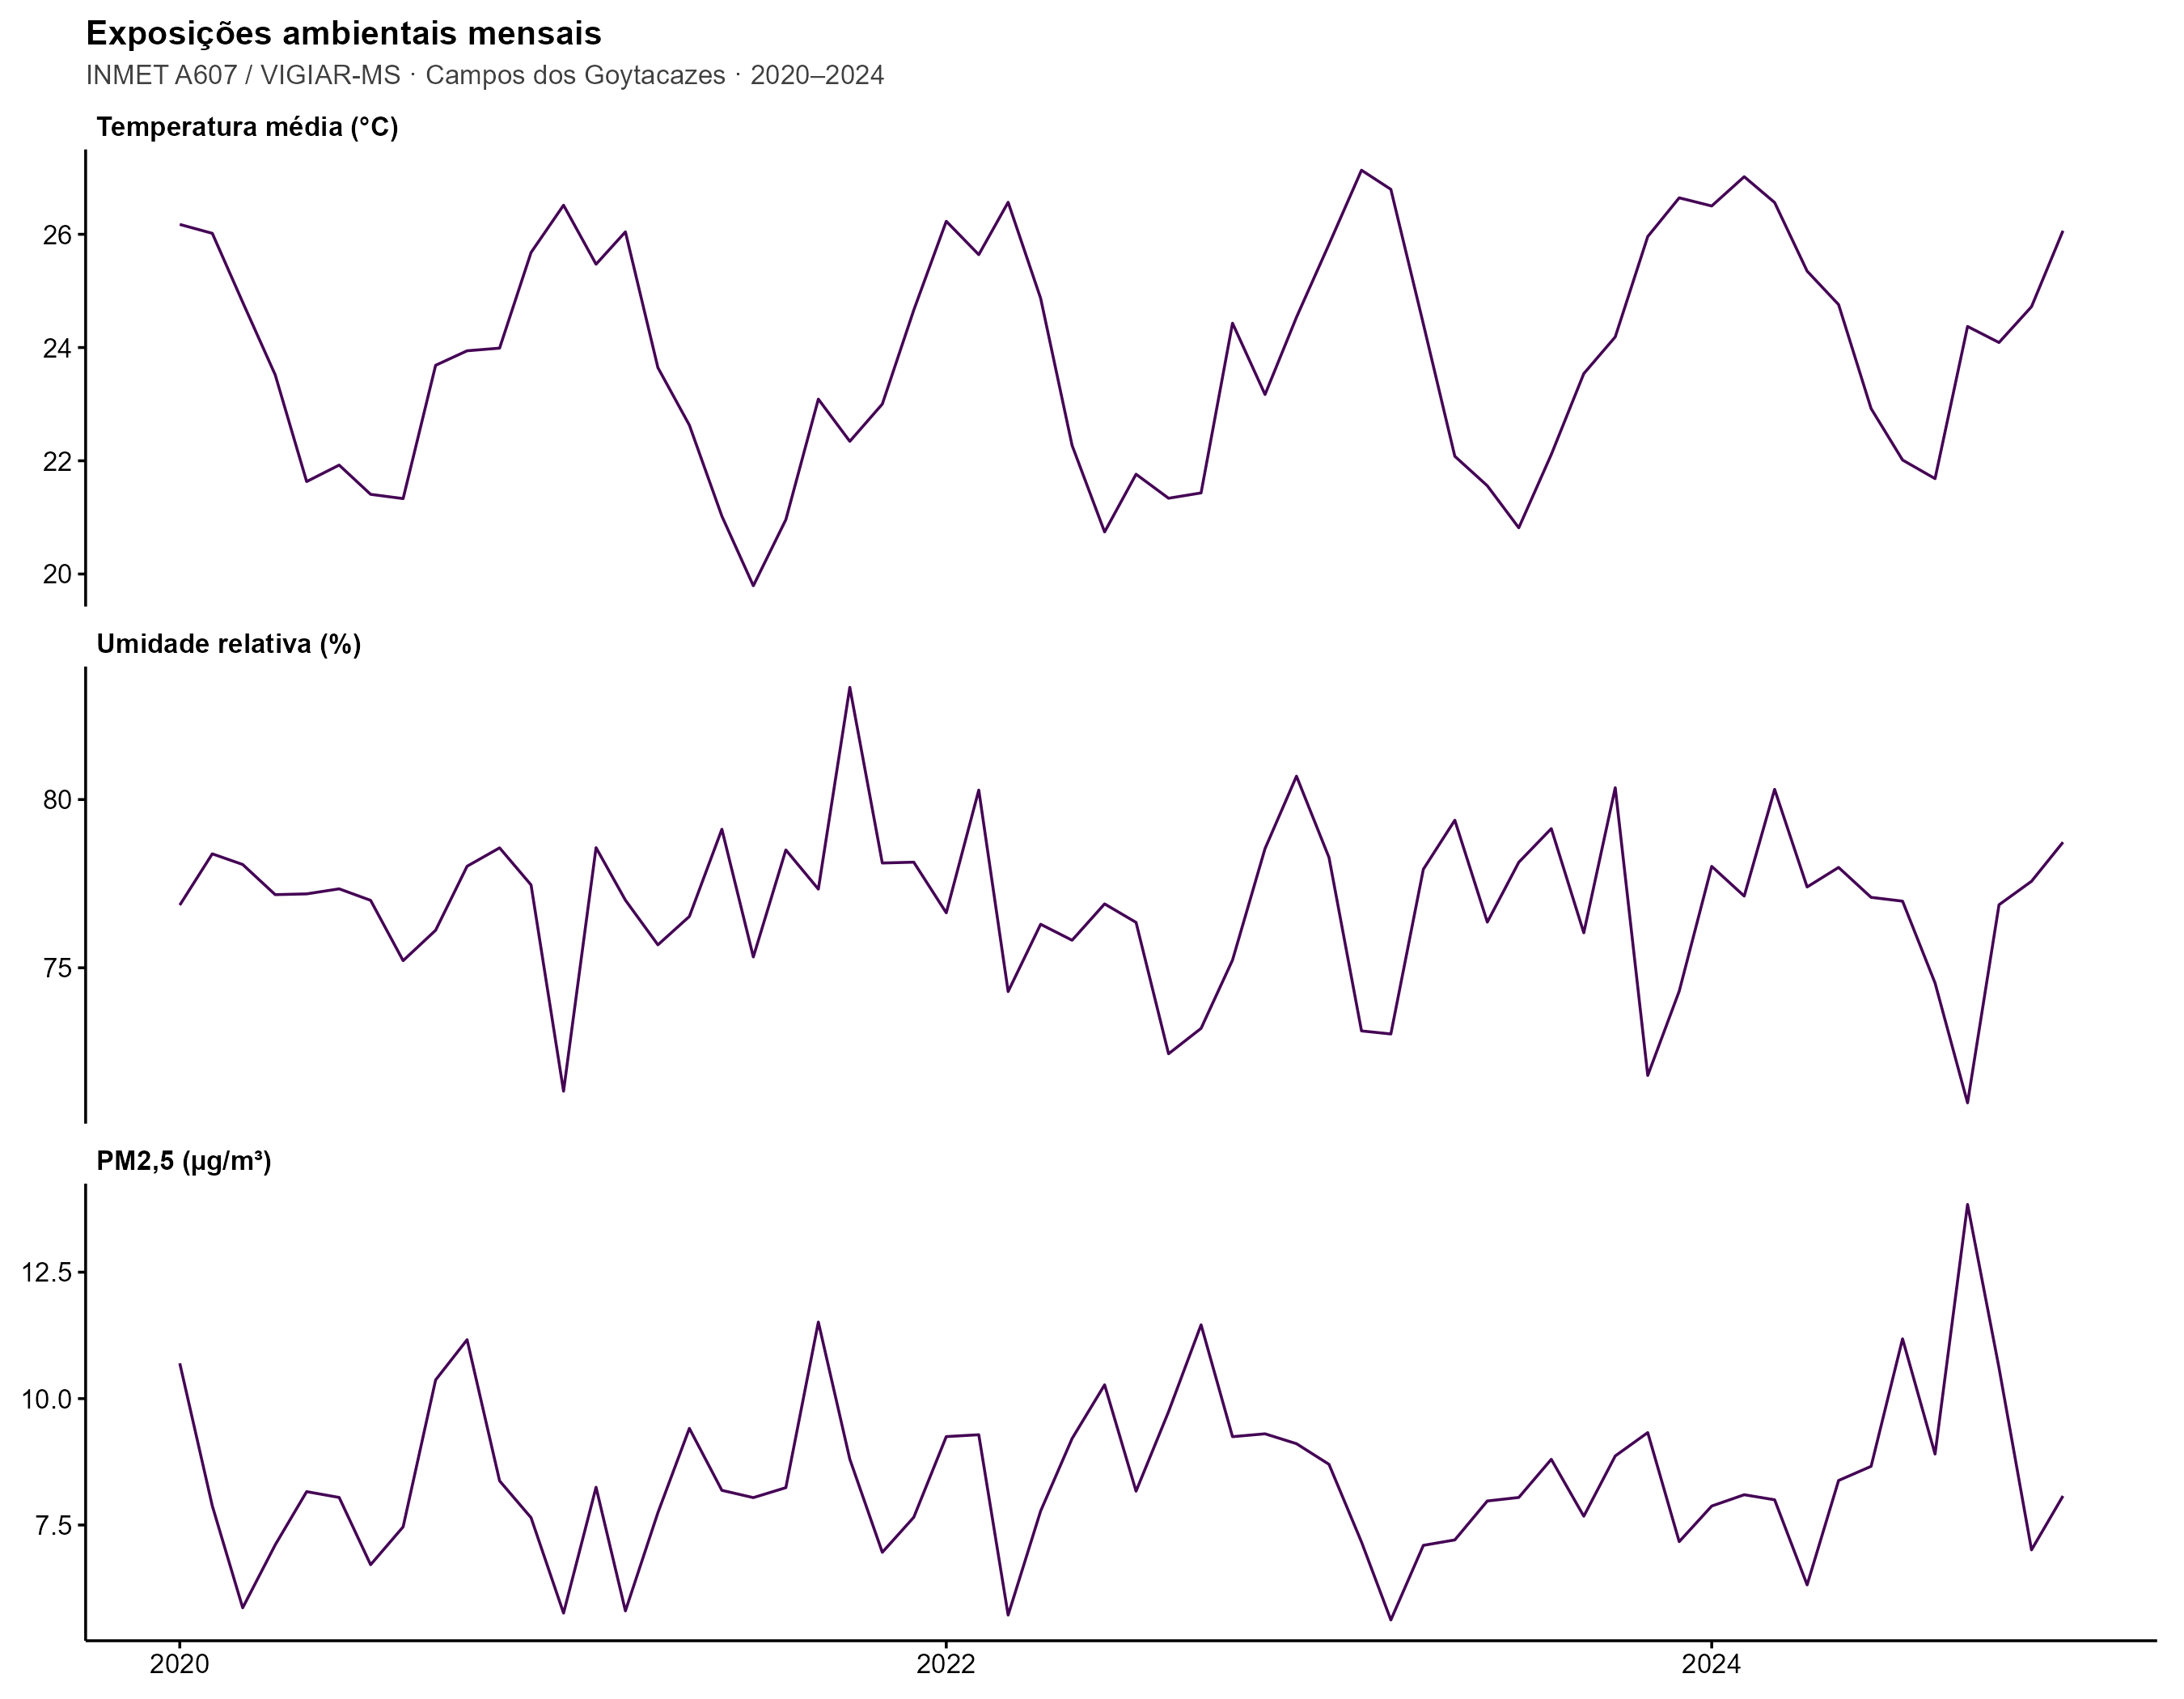 Exposições ambientais mensais
INMET A607 / VIGIAR-MS · Campos dos Goytacazes · 2020–2024
Temperatura média (°C)
26
24
22
20
Umidade relativa (%)
80
75
PM2,5 (µg/m³)
12.5
10.0
7.5
2020 2022 2024